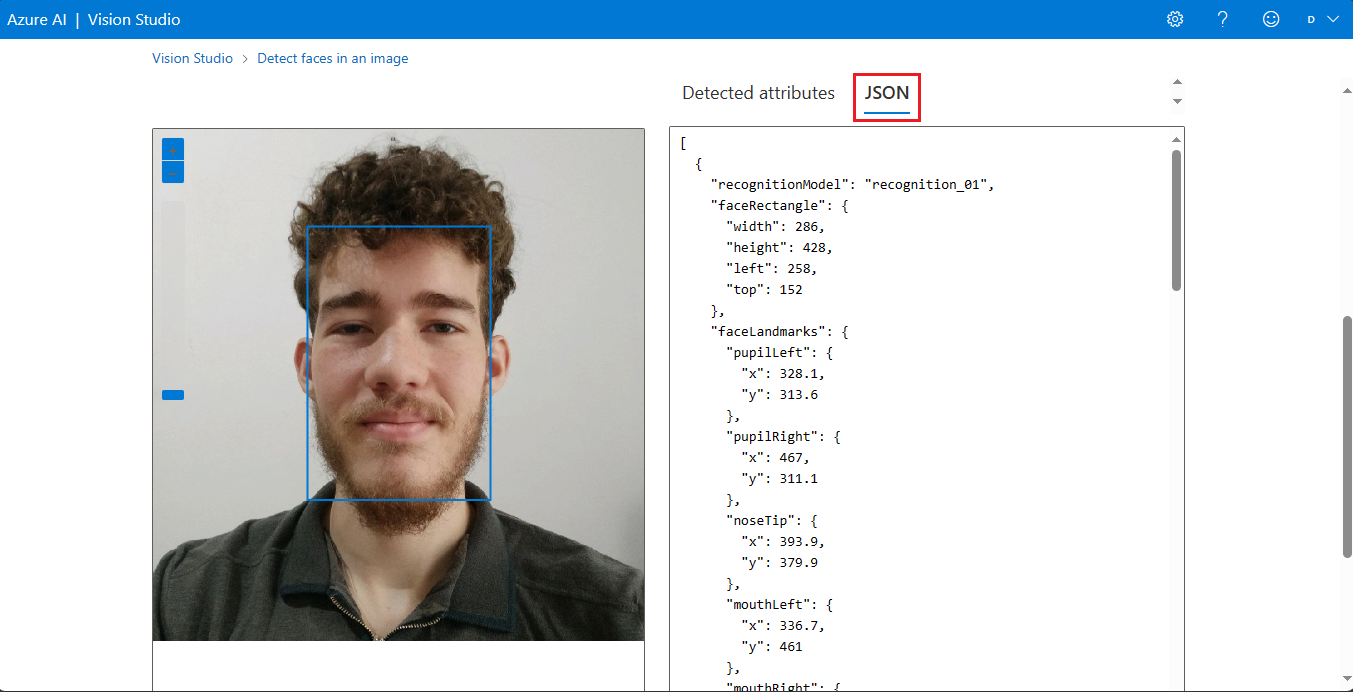 Azure AI | Vision Studio
D
Vision Studio > Detect faces in an image
Detected attributes
JSON
[
  {
    "recognitionModel": "recognition_01",
    "faceRectangle": {
      "width": 286,
      "height": 428,
      "left": 258,
      "top": 152
    },
    "faceLandmarks": {
      "pupilLeft": {
        "x": 328.1,
        "y": 313.6
      },
      "pupilRight": {
        "x": 467,
        "y": 311.1
      },
      "noseTip": {
        "x": 393.9,
        "y": 379.9
      },
      "mouthLeft": {
        "x": 336.7,
        "y": 461
      },
      "mouthRight": {